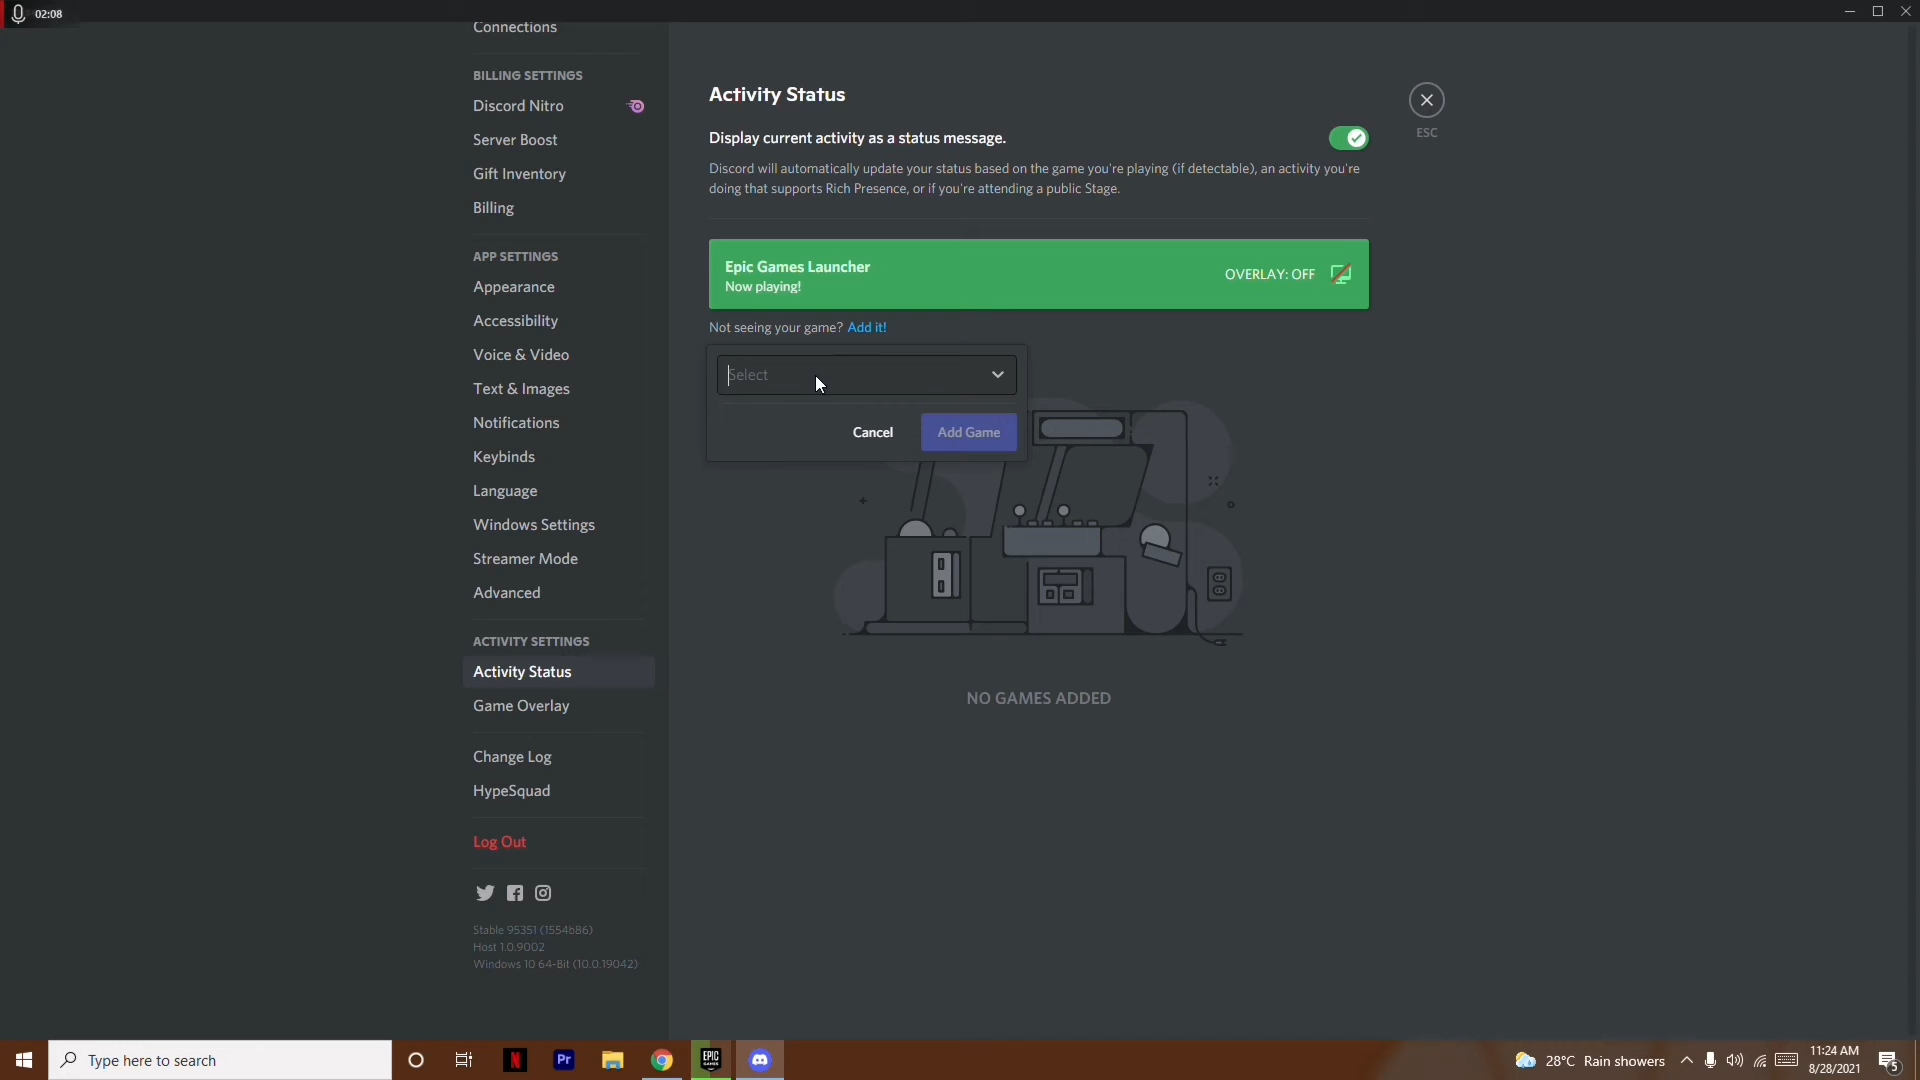 02:08
Connections
BILLING SETTINGS
Discord Nitro
Server Boost
Gift Inventory
Billing
APP SETTINGS
Appearance
Accessibility
Voice & Video
Text & Images
Notifications
Keybinds
Language
Windows Settings
Streamer Mode
Advanced
ACTIVITY SETTINGS
Activity Status
Game Overlay
Change Log
HypeSquad
Log Out
Stable 95351 (1554b86)
Host 1.0.9002
Windows 10 64-Bit (10.0.19042)
Activity Status
ESC
Display current activity as a status message.
Discord will automatically update your status based on the game you're playing (if detectable), an activity you're
doing that supports Rich Presence, or if you're attending a public Stage.
Epic Games Launcher
Now playing!
OVERLAY: OFF
Not seeing your game? Add it!
Select
Cancel
Add Game
NO GAMES ADDED
Type here to search
N
Pr
EPIC
GAMES
28°C Rain showers
11:24 AM
8/28/2021
5